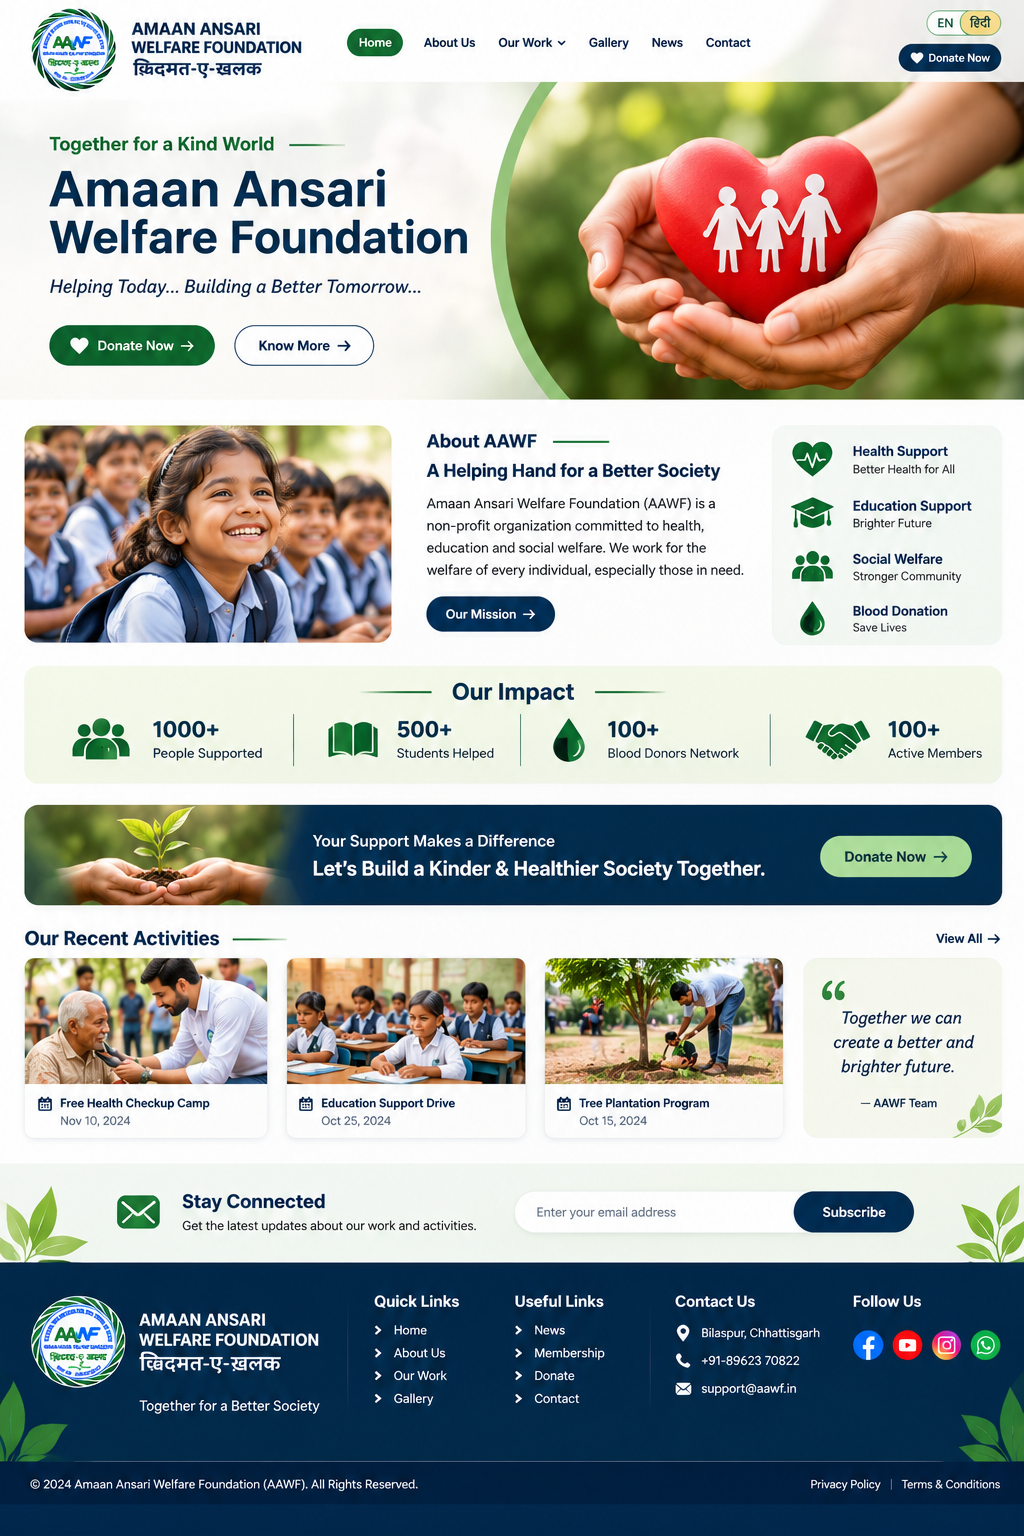 AAWF
AMAAN ANSARI
WELFARE FOUNDATION
ख़िदमत-ए-ख़लक
Home
About Us
Our Work
Gallery
News
Contact
EN
हिंदी
Donate Now
Together for a Kind World
Amaan Ansari
Welfare Foundation
Helping Today... Building a Better Tomorrow...
Donate Now
Know More
About AAWF
A Helping Hand for a Better Society
Amaan Ansari Welfare Foundation (AAWF) is a
non-profit organization committed to health,
education and social welfare. We work for the
welfare of every individual, especially those in need.
Our Mission
Health Support
Better Health for All
Education Support
Brighter Future
Social Welfare
Stronger Community
Blood Donation
Save Lives
Our Impact
1000+
People Supported
500+
Students Helped
100+
Blood Donors Network
100+
Active Members
Your Support Makes a Difference
Let's Build a Kinder & Healthier Society Together.
Donate Now
Our Recent Activities
View All
Free Health Checkup Camp
Nov 10, 2024
Education Support Drive
Oct 25, 2024
Tree Plantation Program
Oct 15, 2024
“
Together we can
create a better and
brighter future.
— AAWF Team
Stay Connected
Get the latest updates about our work and activities.
Enter your email address
Subscribe
AAWF
AMAAN ANSARI
WELFARE FOUNDATION
ख़िदमत-ए-ख़लक
Together for a Better Society
Quick Links
Home
About Us
Our Work
Gallery
Useful Links
News
Membership
Donate
Contact
Contact Us
Bilaspur, Chhattisgarh
+91-89623 70822
support@aawf.in
Follow Us
© 2024 Amaan Ansari Welfare Foundation (AAWF). All Rights Reserved.
Privacy Policy | Terms & Conditions